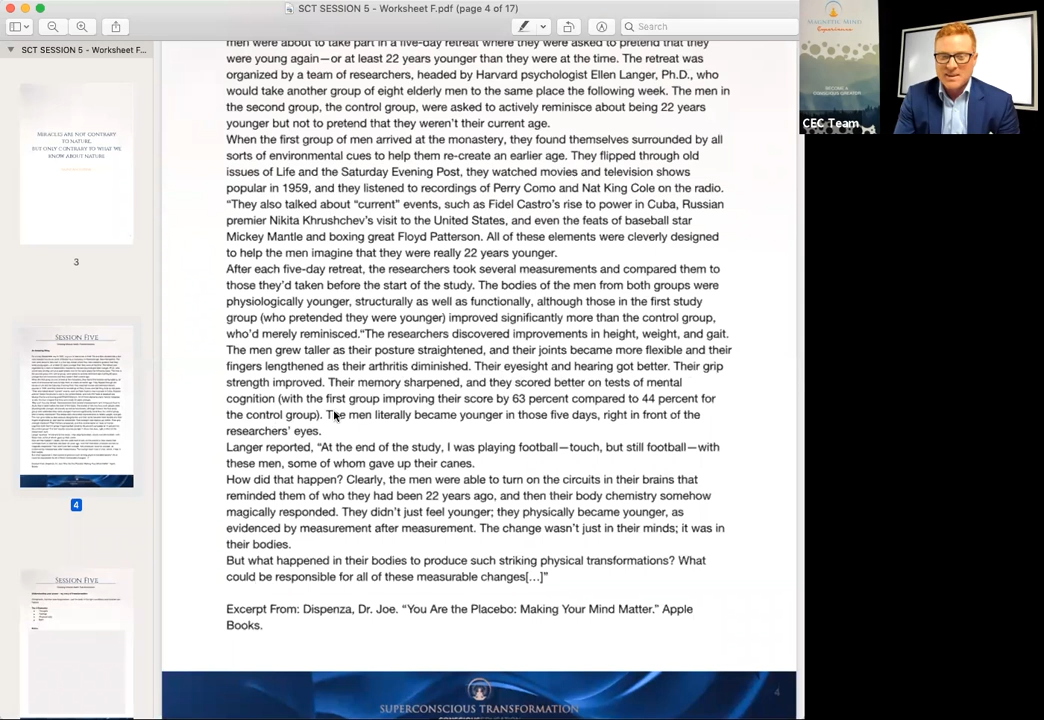 SCT SESSION 5 - Worksheet F.pdf (page 4 of 17)
Search
SCT SESSION 5 - Worksheet F...
MIRACLES ARE NOT CONTRARY
TO NATURE,
BUT ONLY CONTRARY TO WHAT WE
KNOW ABOUT NATURE
3
SESSION FIVE
4
SESSION FIVE
men were about to take part in a five-day retreat where they were asked to pretend that they
were young again—or at least 22 years younger than they were at the time. The retreat was
organized by a team of researchers, headed by Harvard psychologist Ellen Langer, Ph.D., who
would take another group of eight elderly men to the same place the following week. The men in
the second group, the control group, were asked to actively reminisce about being 22 years
younger but not to pretend that they weren't their current age.
When the first group of men arrived at the monastery, they found themselves surrounded by all
sorts of environmental cues to help them re-create an earlier age. They flipped through old
issues of Life and the Saturday Evening Post, they watched movies and television shows
popular in 1959, and they listened to recordings of Perry Como and Nat King Cole on the radio.
“They also talked about “current” events, such as Fidel Castro's rise to power in Cuba, Russian
premier Nikita Khrushchev's visit to the United States, and even the feats of baseball star
Mickey Mantle and boxing great Floyd Patterson. All of these elements were cleverly designed
to help the men imagine that they were really 22 years younger.
After each five-day retreat, the researchers took several measurements and compared them to
those they'd taken before the start of the study. The bodies of the men from both groups were
physiologically younger, structurally as well as functionally, although those in the first study
group (who pretended they were younger) improved significantly more than the control group,
who'd merely reminisced.“The researchers discovered improvements in height, weight, and gait.
The men grew taller as their posture straightened, and their joints became more flexible and their
fingers lengthened as their arthritis diminished. Their eyesight and hearing got better. Their grip
strength improved. Their memory sharpened, and they scored better on tests of mental
cognition (with the first group improving their score by 63 percent compared to 44 percent for
the control group). The men literally became younger in those five days, right in front of the
researchers' eyes.
Langer reported, “At the end of the study, I was playing football—touch, but still football—with
these men, some of whom gave up their canes.
How did that happen? Clearly, the men were able to turn on the circuits in their brains that
reminded them of who they had been 22 years ago, and then their body chemistry somehow
magically responded. They didn't just feel younger; they physically became younger, as
evidenced by measurement after measurement. The change wasn't just in their minds; it was in
their bodies.
But what happened in their bodies to produce such striking physical transformations? What
could be responsible for all of these measurable changes[…]”
Excerpt From: Dispenza, Dr. Joe. “You Are the Placebo: Making Your Mind Matter.” Apple
Books.
4
SUPERCONSCIOUS TRANSFORMATION
MAGNETIC MIND
Experience
BECOME A
CONSCIOUS CREATOR
CEC Team